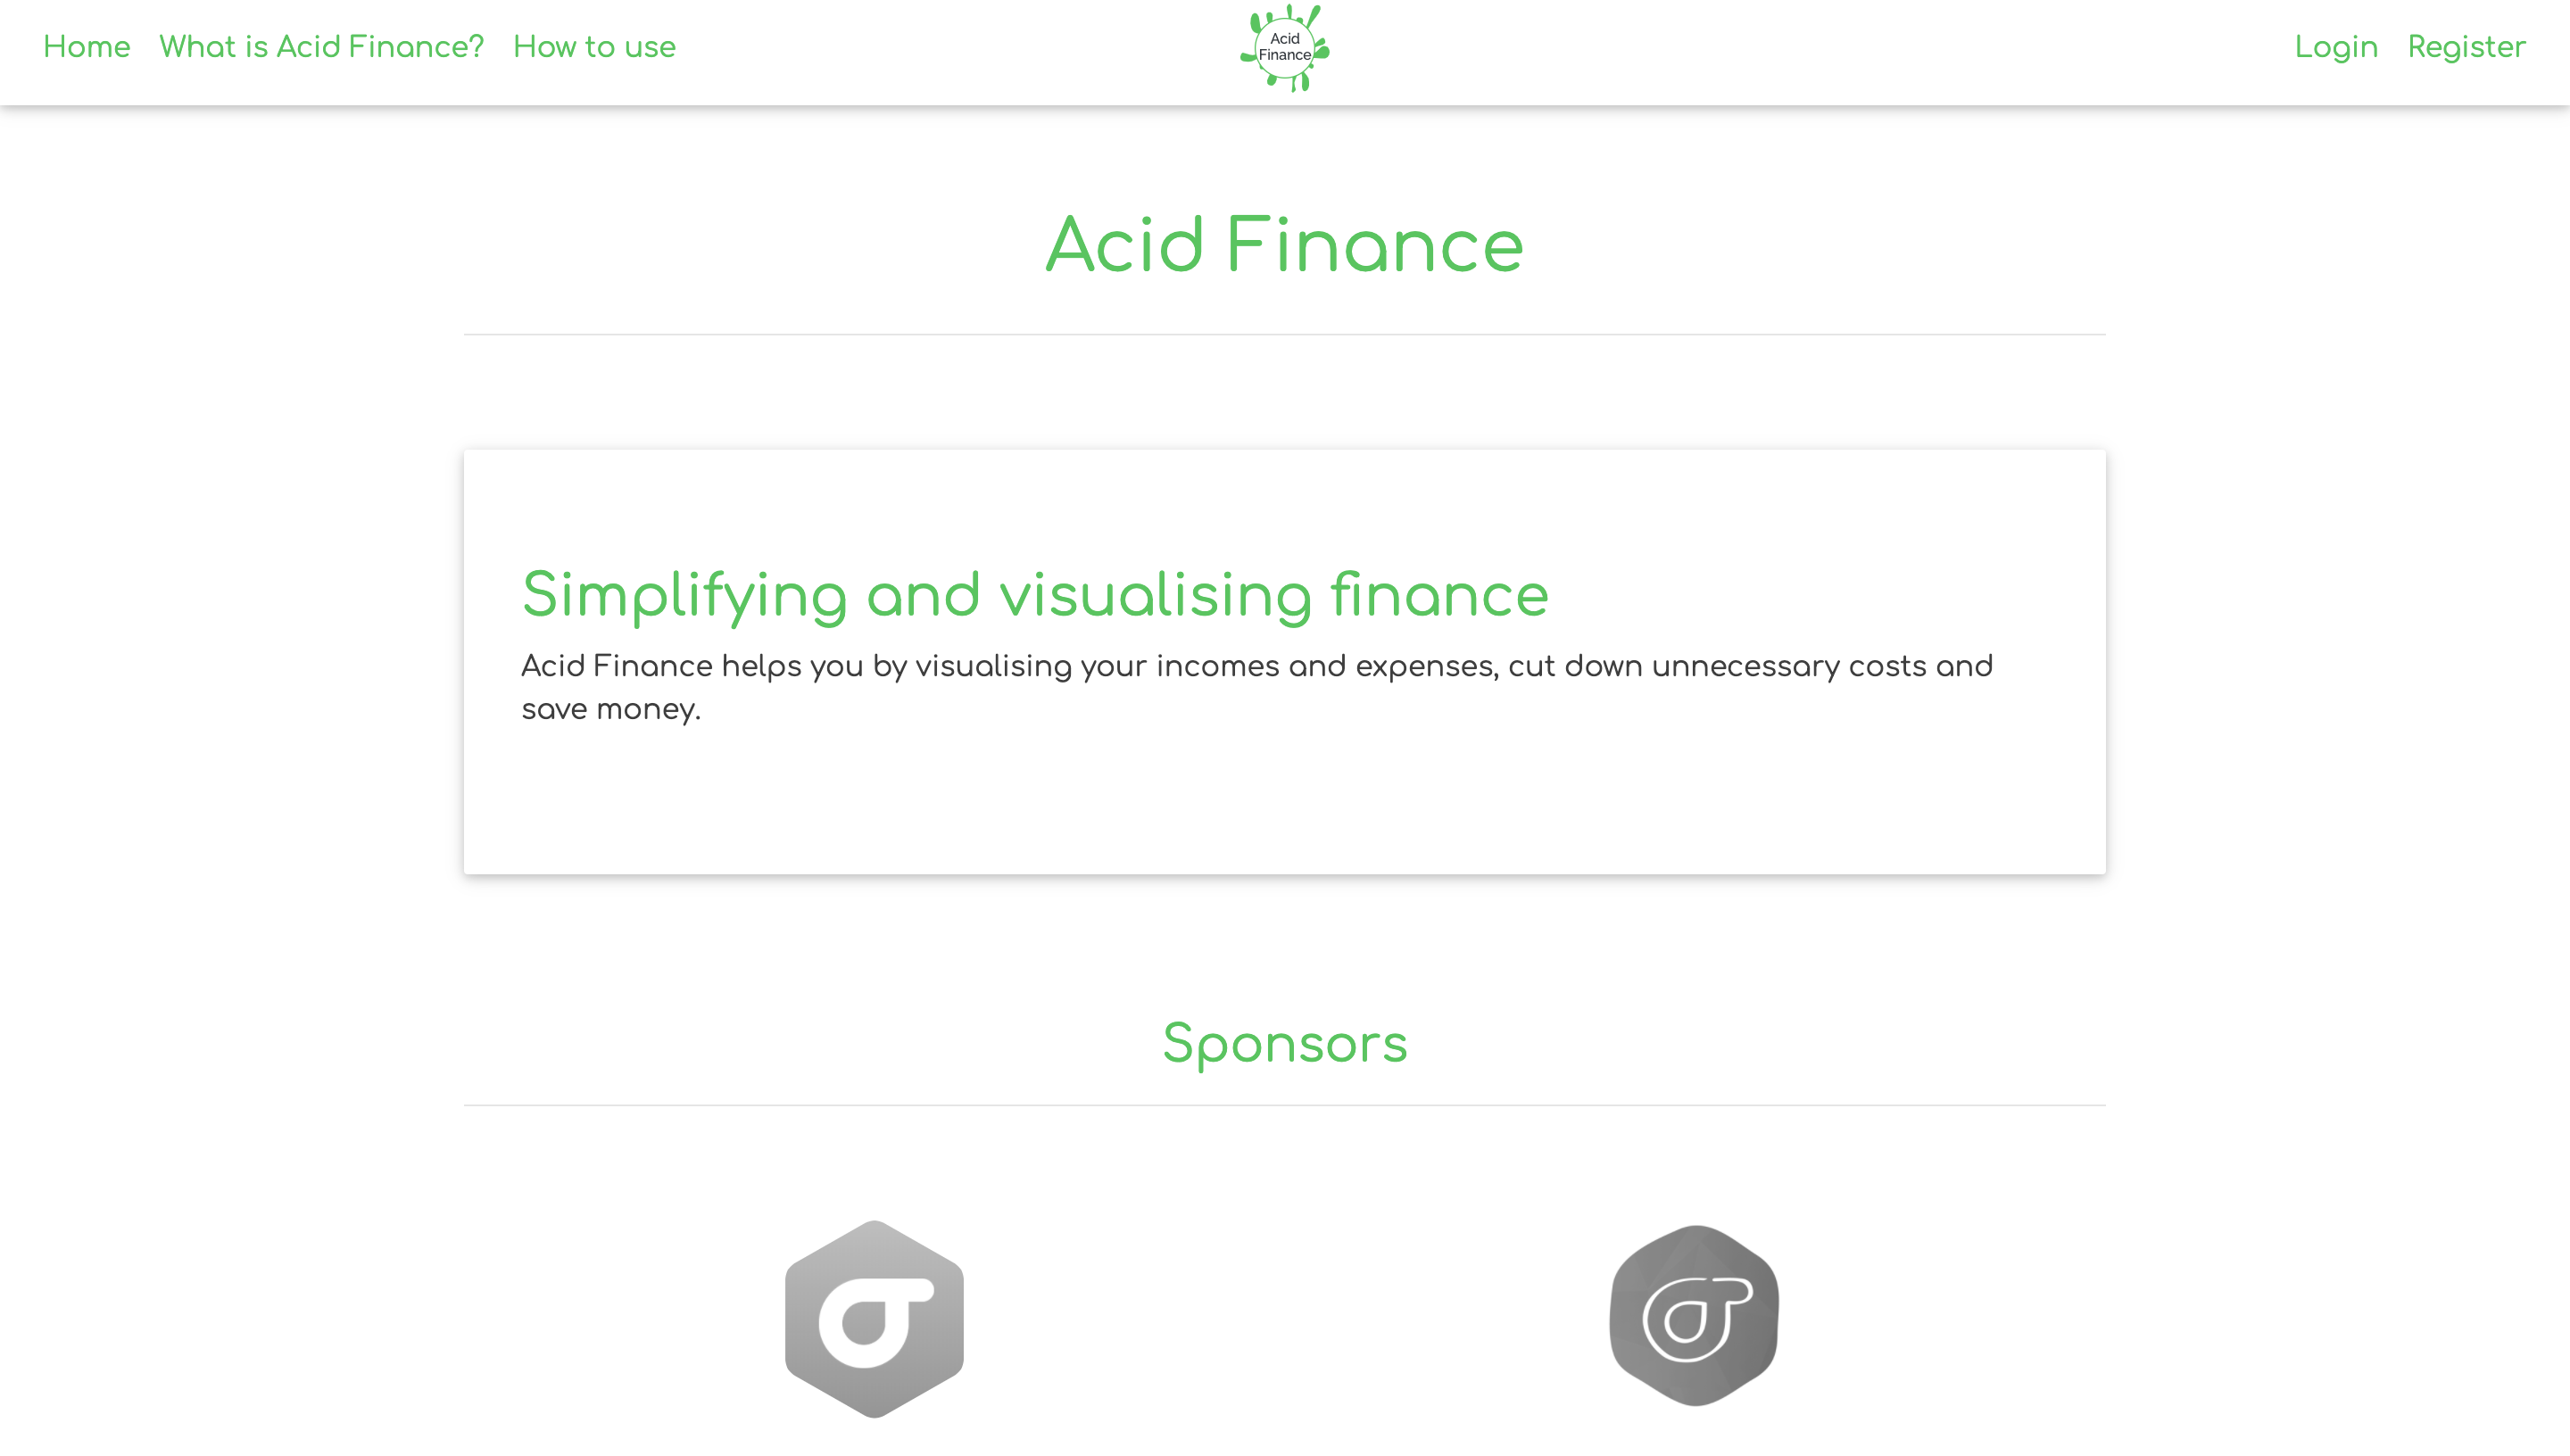 Home What is Acid Finance? How to use
Acid
Finance
Login Register
Acid Finance
Simplifying and visualising finance
Acid Finance helps you by visualising your incomes and expenses, cut down unnecessary costs and
save money.
Sponsors